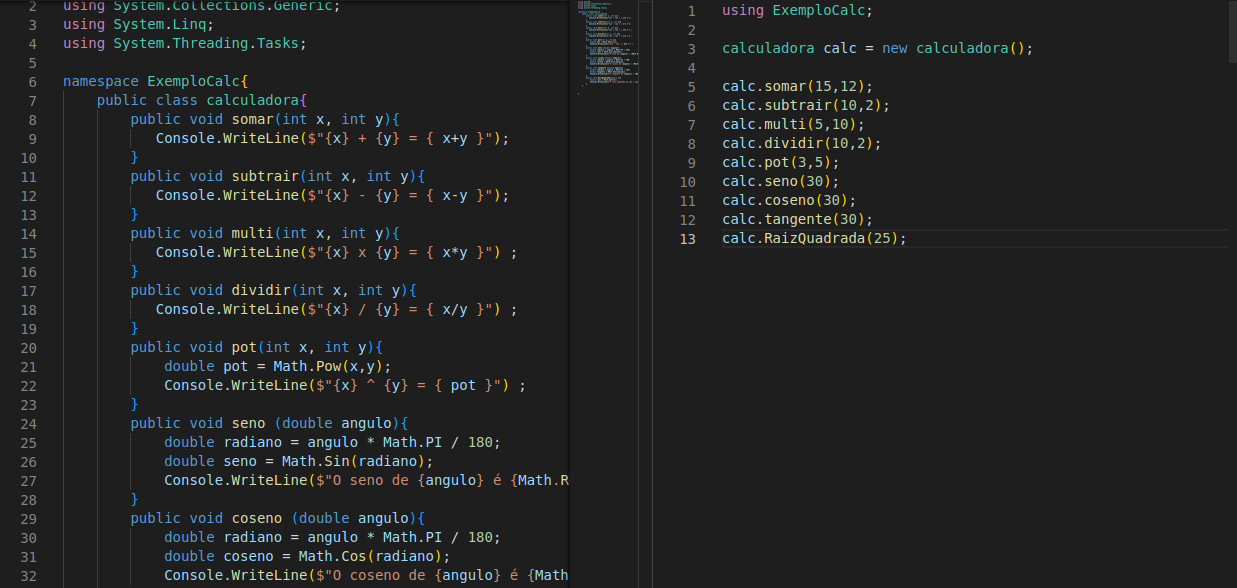 2 using System.Collections.Generic;
3 using System.Linq;
4 using System.Threading.Tasks;
5
6 namespace ExemploCalc{
7 public class calculadora{
8 public void somar(int x, int y){
9 Console.WriteLine($"{x} + {y} = { x+y }");
10 }
11 public void subtrair(int x, int y){
12 Console.WriteLine($"{x} - {y} = { x-y }");
13 }
14 public void multi(int x, int y){
15 Console.WriteLine($"{x} x {y} = { x*y }") ;
16 }
17 public void dividir(int x, int y){
18 Console.WriteLine($"{x} / {y} = { x/y }") ;
19 }
20 public void pot(int x, int y){
21 double pot = Math.Pow(x,y);
22 Console.WriteLine($"{x} ^ {y} = { pot }") ;
23 }
24 public void seno (double angulo){
25 double radiano = angulo * Math.PI / 180;
26 double seno = Math.Sin(radiano);
27 Console.WriteLine($"O seno de {angulo} é {Math.R
28 }
29 public void coseno (double angulo){
30 double radiano = angulo * Math.PI / 180;
31 double coseno = Math.Cos(radiano);
32 Console.WriteLine($"O coseno de {angulo} é {Math
1 using ExemploCalc;
2
3 calculadora calc = new calculadora();
4
5 calc.somar(15,12);
6 calc.subtrair(10,2);
7 calc.multi(5,10);
8 calc.dividir(10,2);
9 calc.pot(3,5);
10 calc.seno(30);
11 calc.coseno(30);
12 calc.tangente(30);
13 calc.RaizQuadrada(25);